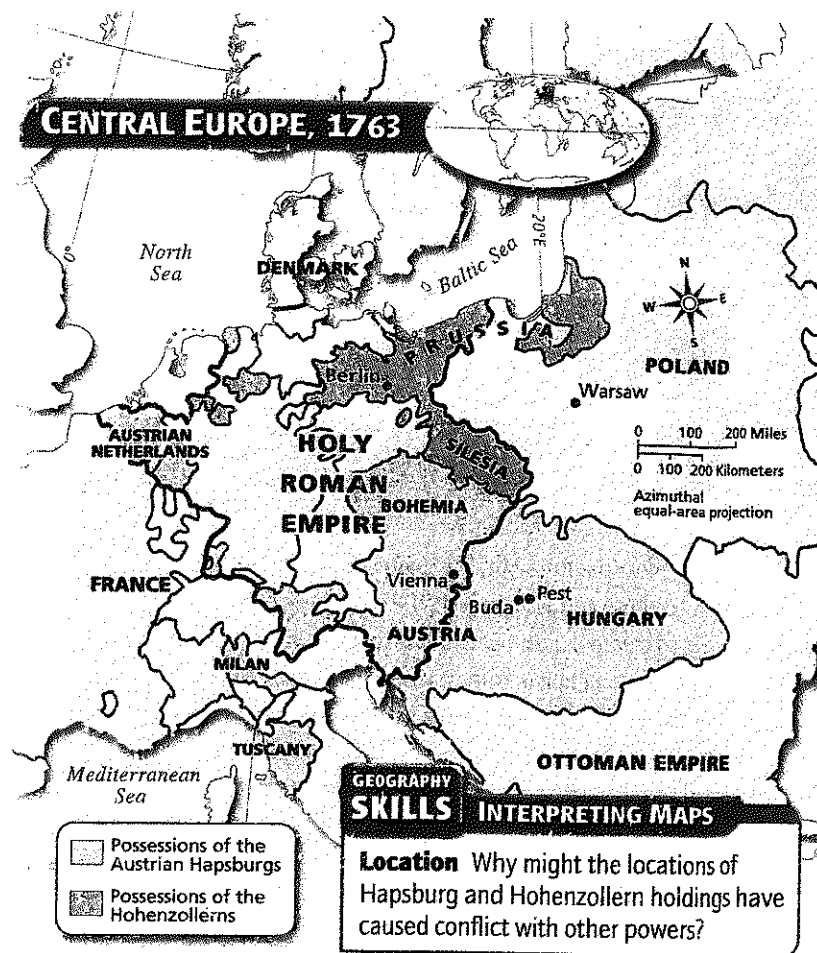 CENTRAL EUROPE, 1763
0°
20°E
North
Sea
DENMARK
Baltic Sea
N
W
E
S
PRUSSIA
POLAND
Berlin
Warsaw
AUSTRIAN
NETHERLANDS
HOLY
ROMAN
EMPIRE
SILESIA
BOHEMIA
0 100 200 Miles
0 100 200 Kilometers
Azimuthal
equal-area projection
FRANCE
Vienna
Buda
Pest
HUNGARY
AUSTRIA
MILAN
TUSCANY
Mediterranean
Sea
OTTOMAN EMPIRE
Possessions of the
Austrian Hapsburgs
Possessions of the
Hohenzollerns
GEOGRAPHY
SKILLS
INTERPRETING MAPS
Location Why might the locations of
Hapsburg and Hohenzollern holdings have
caused conflict with other powers?